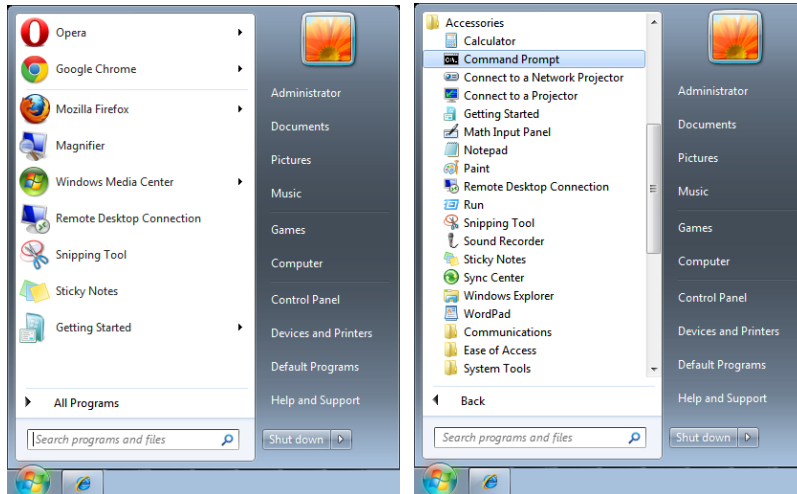 Opera
Google Chrome
Mozilla Firefox
Magnifier
Windows Media Center
Remote Desktop Connection
Snipping Tool
Sticky Notes
Getting Started
All Programs
Search programs and files
Administrator
Documents
Pictures
Music
Games
Computer
Control Panel
Devices and Printers
Default Programs
Help and Support
Shut down
Accessories
Calculator
Command Prompt
Connect to a Network Projector
Connect to a Projector
Getting Started
Math Input Panel
Notepad
Paint
Remote Desktop Connection
Run
Snipping Tool
Sound Recorder
Sticky Notes
Sync Center
Windows Explorer
WordPad
Communications
Ease of Access
System Tools
Back
Search programs and files
Administrator
Documents
Pictures
Music
Games
Computer
Control Panel
Devices and Printers
Default Programs
Help and Support
Shut down